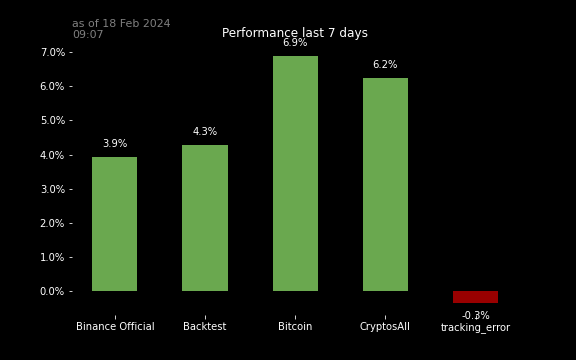 as of 18 Feb 2024
09:07
Performance last 7 days
7.0%
6.0%
5.0%
4.0%
3.0%
2.0%
1.0%
0.0%
3.9%
4.3%
6.9%
6.2%
-0.3%
Binance Official
Backtest
Bitcoin
CryptosAll
tracking_error